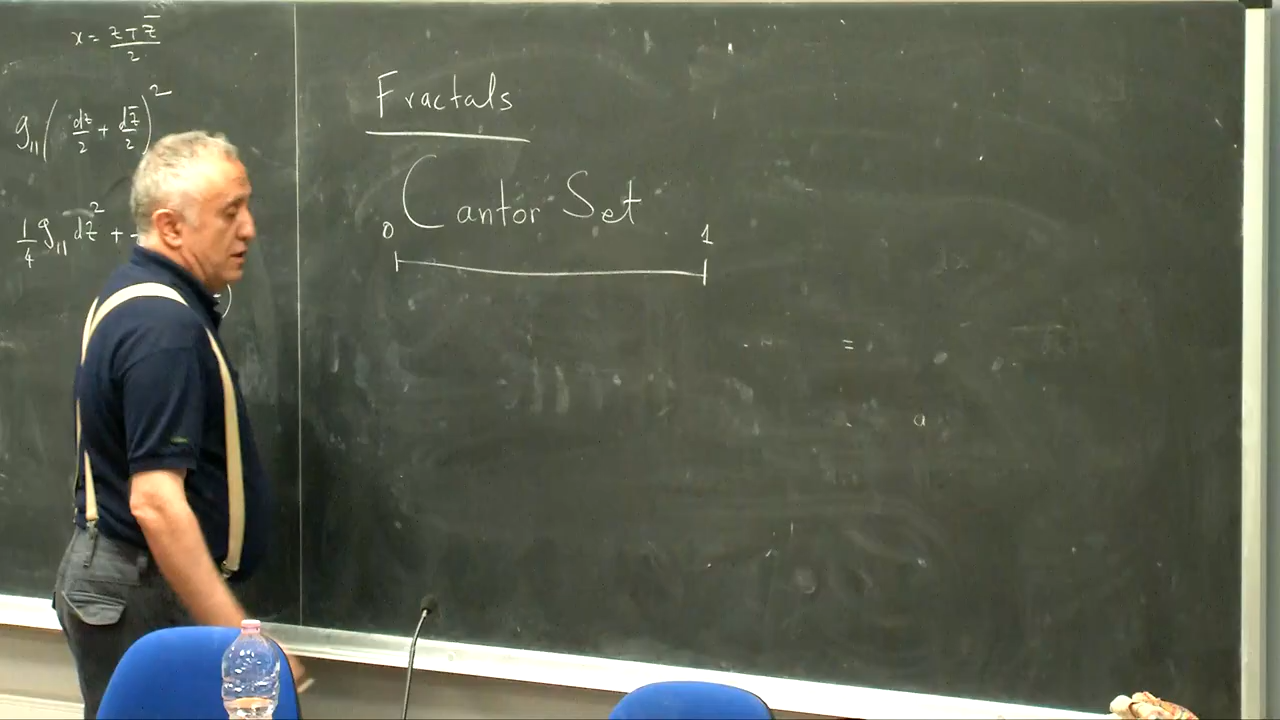 x = (z + z̄)/2
g₁₁ (dz/2 + dz̄/2)²
1/4 g₁₁ dz² +
Fractals
Cantor Set
0 1
=
a